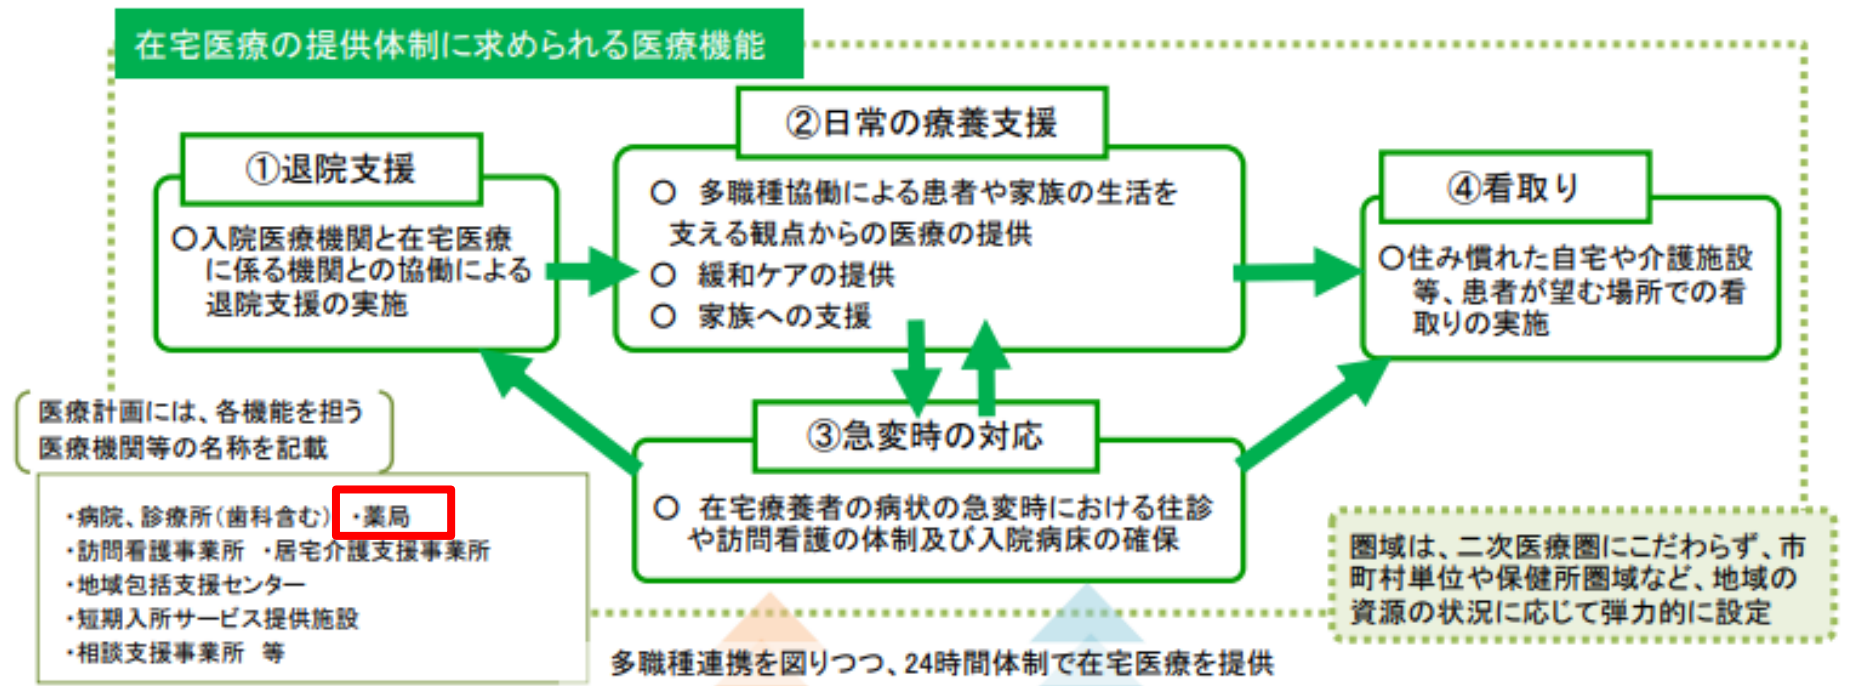 在宅医療の提供体制に求められる医療機能
①退院支援
〇入院医療機関と在宅医療
に係る機関との協働による
退院支援の実施
②日常の療養支援
〇 多職種協働による患者や家族の生活を
支える観点からの医療の提供
〇 緩和ケアの提供
〇 家族への支援
④看取り
〇住み慣れた自宅や介護施設
等、患者が望む場所での看
取りの実施
③急変時の対応
〇 在宅療養者の病状の急変時における往診
や訪問看護の体制及び入院病床の確保
医療計画には、各機能を担う
医療機関等の名称を記載
・病院、診療所(歯科含む) ・薬局
・訪問看護事業所 ・居宅介護支援事業所
・地域包括支援センター
・短期入所サービス提供施設
・相談支援事業所 等
圏域は、二次医療圏にこだわらず、市
町村単位や保健所圏域など、地域の
資源の状況に応じて弾力的に設定
多職種連携を図りつつ、24時間体制で在宅医療を提供